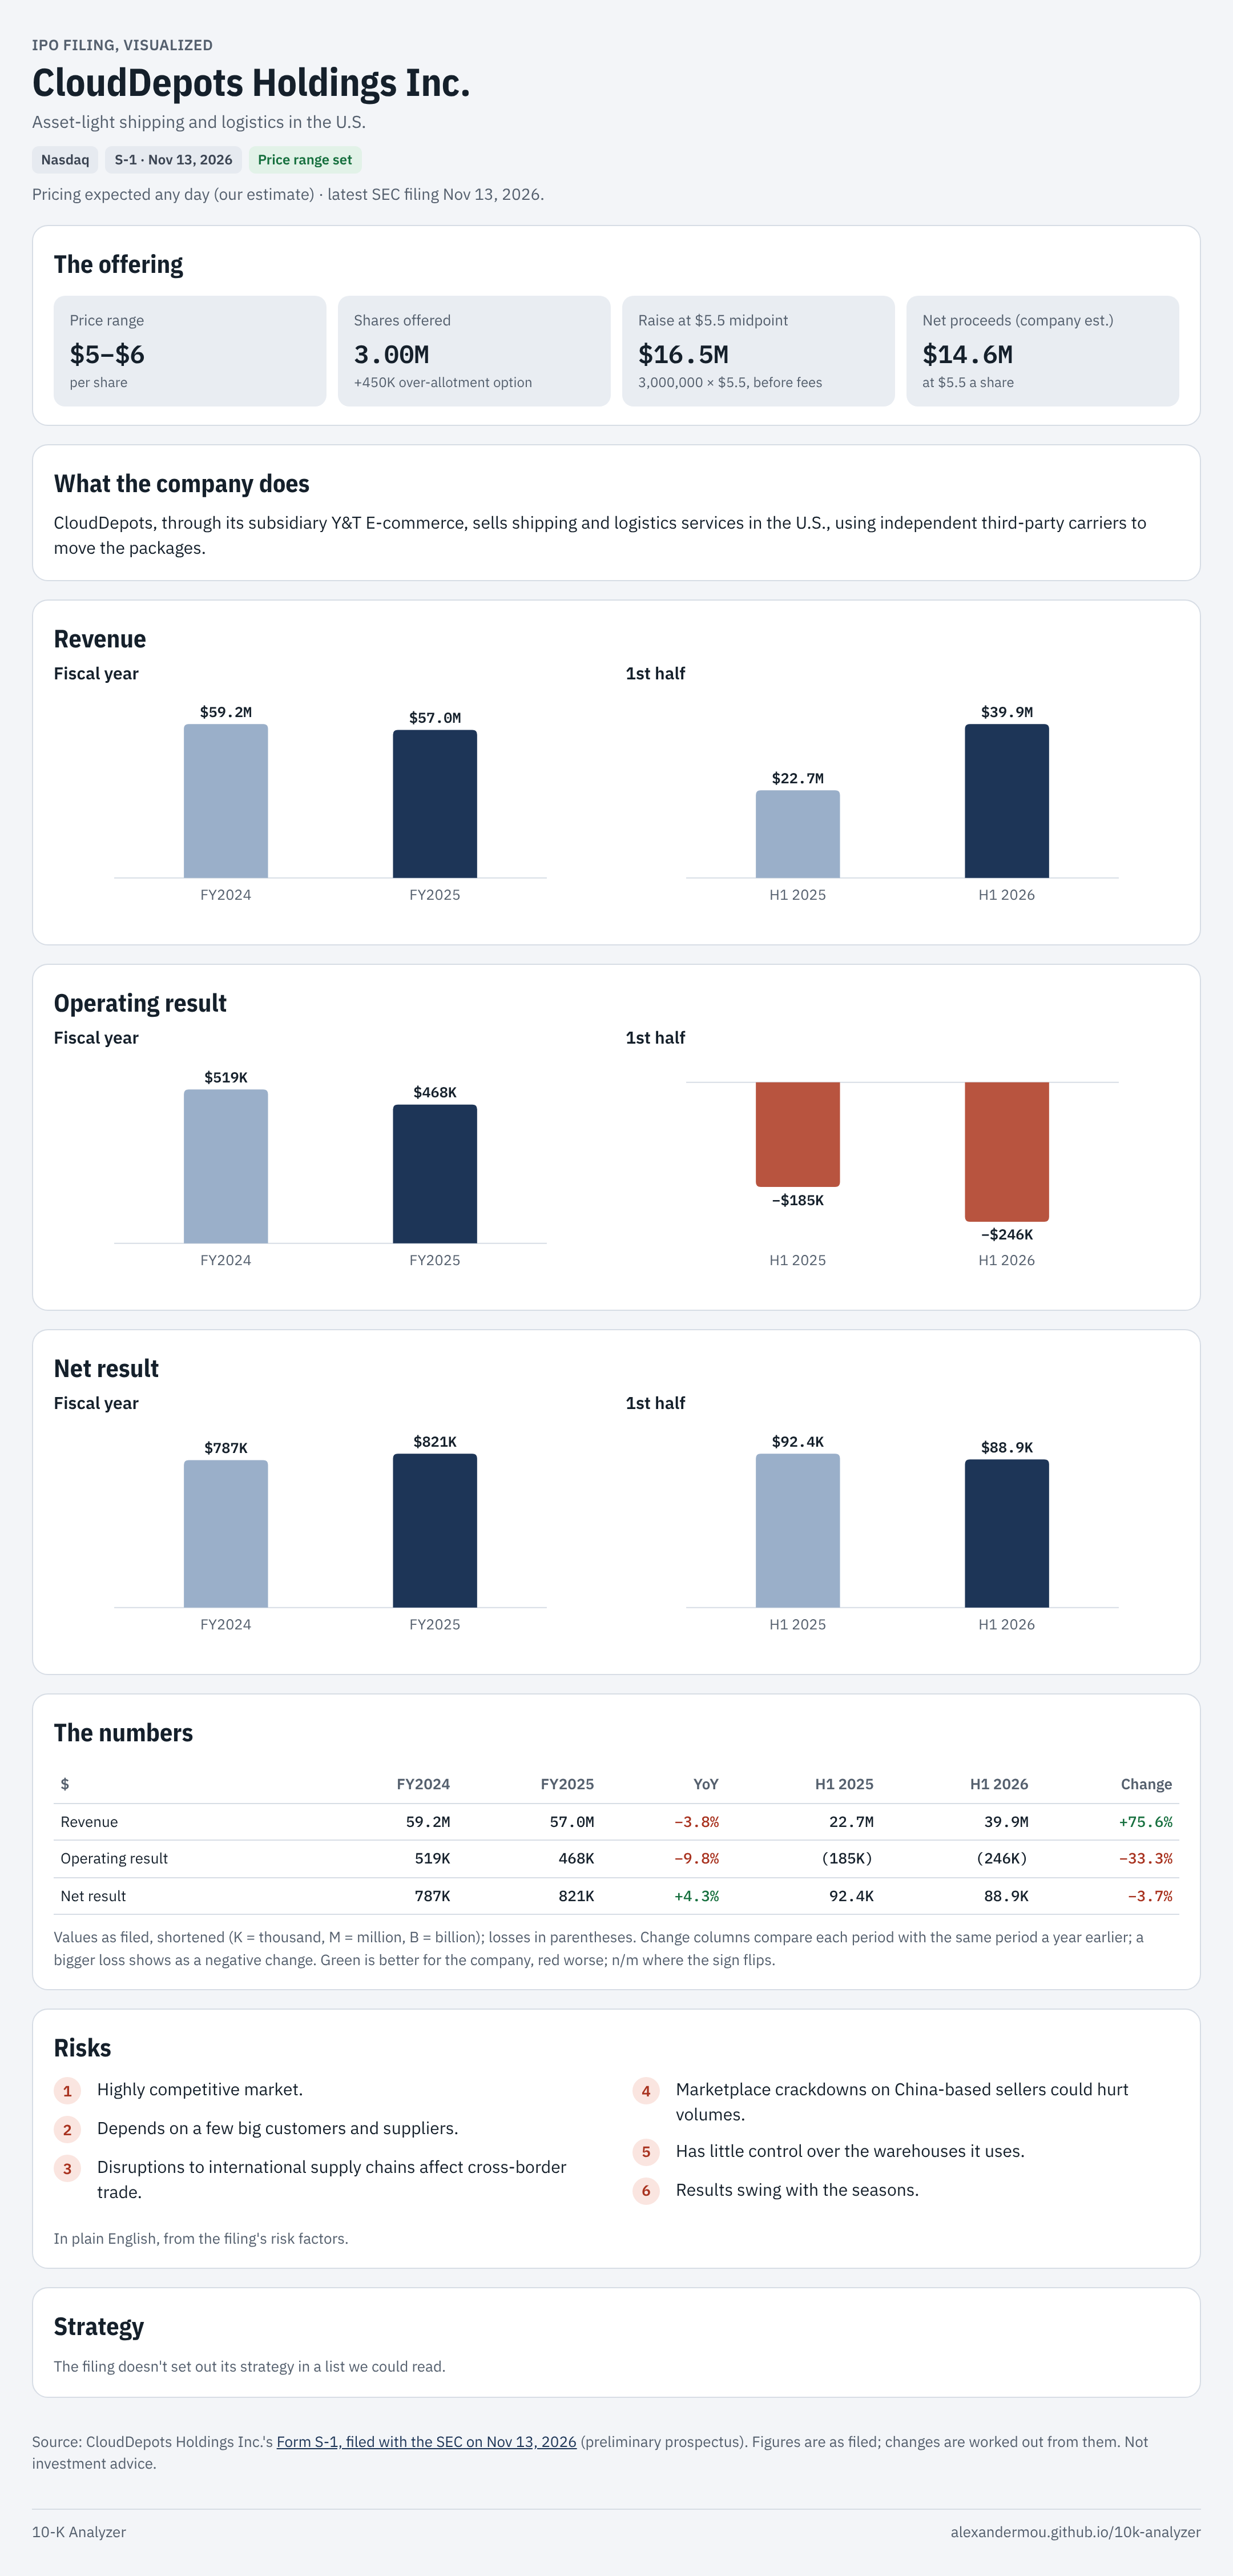 IPO FILING, VISUALIZED
CloudDepots Holdings Inc.
Asset-light shipping and logistics in the U.S.
Nasdaq
S-1 · Nov 13, 2026
Price range set
Pricing expected any day (our estimate) · latest SEC filing Nov 13, 2026.
The offering
Price range
$5–$6
per share
Shares offered
3.00M
+450K over-allotment option
Raise at $5.5 midpoint
$16.5M
3,000,000 × $5.5, before fees
Net proceeds (company est.)
$14.6M
at $5.5 a share
What the company does
CloudDepots, through its subsidiary Y&T E-commerce, sells shipping and logistics services in the U.S., using independent third-party carriers to
move the packages.
Revenue
Fiscal year
$59.2M
$57.0M
FY2024
FY2025
1st half
$22.7M
$39.9M
H1 2025
H1 2026
Operating result
Fiscal year
$519K
$468K
FY2024
FY2025
1st half
−$185K
−$246K
H1 2025
H1 2026
Net result
Fiscal year
$787K
$821K
FY2024
FY2025
1st half
$92.4K
$88.9K
H1 2025
H1 2026
The numbers
$ FY2024 FY2025 YoY H1 2025 H1 2026 Change
Revenue 59.2M 57.0M −3.8% 22.7M 39.9M +75.6%
Operating result 519K 468K −9.8% (185K) (246K) −33.3%
Net result 787K 821K +4.3% 92.4K 88.9K −3.7%
Values as filed, shortened (K = thousand, M = million, B = billion); losses in parentheses. Change columns compare each period with the same period a year earlier; a
bigger loss shows as a negative change. Green is better for the company, red worse; n/m where the sign flips.
Risks
1 Highly competitive market.
2 Depends on a few big customers and suppliers.
3 Disruptions to international supply chains affect cross-border
trade.
4 Marketplace crackdowns on China-based sellers could hurt
volumes.
5 Has little control over the warehouses it uses.
6 Results swing with the seasons.
In plain English, from the filing's risk factors.
Strategy
The filing doesn't set out its strategy in a list we could read.
Source: CloudDepots Holdings Inc.'s Form S-1, filed with the SEC on Nov 13, 2026 (preliminary prospectus). Figures are as filed; changes are worked out from them. Not
investment advice.
10-K Analyzer
alexandermou.github.io/10k-analyzer